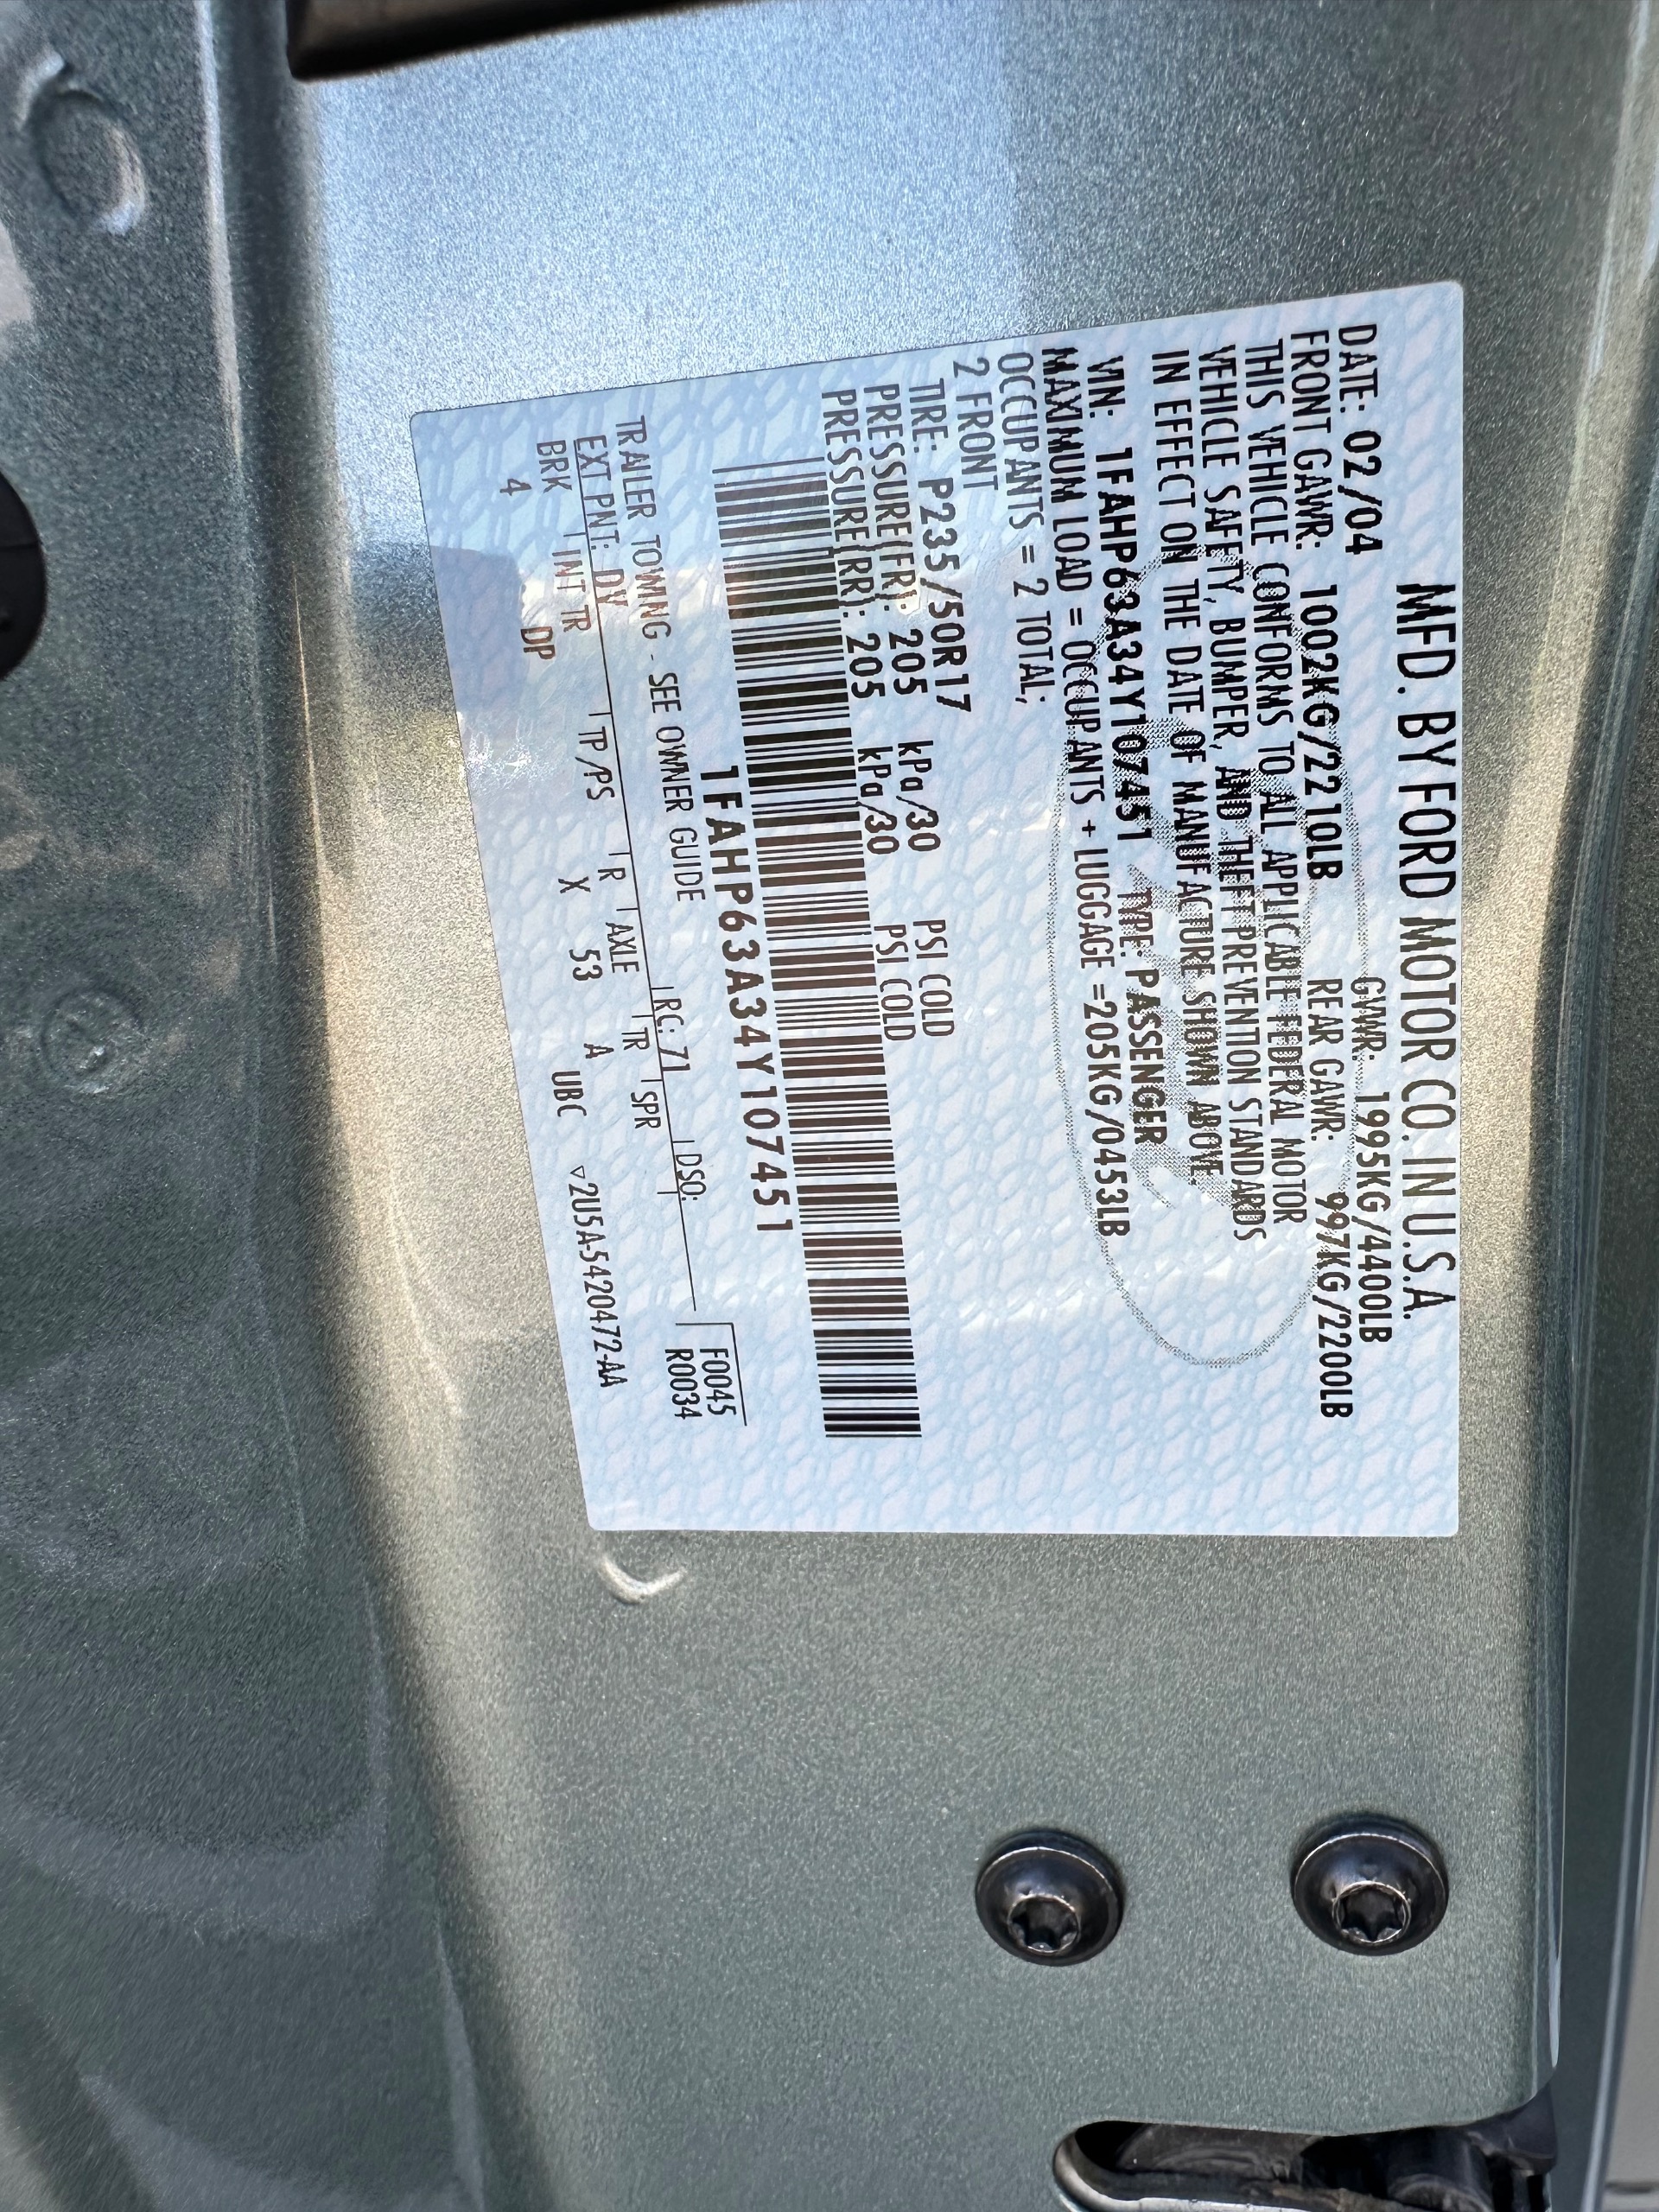 MFD. BY FORD MOTOR CO. IN U.S.A.
DATE: 02/04 GVWR: 1995KG/4400LB
FRONT GAWR: 1002KG/2210LB REAR GAWR: 997KG/2200LB
THIS VEHICLE CONFORMS TO ALL APPLICABLE FEDERAL MOTOR
VEHICLE SAFETY, BUMPER, AND THEFT PREVENTION STANDARDS
IN EFFECT ON THE DATE OF MANUFACTURE SHOWN ABOVE.
VIN: 1FAHP63A34Y107451 TYPE: PASSENGER
MAXIMUM LOAD = OCCUPANTS + LUGGAGE =205KG/0453LB
OCCUPANTS = 2 TOTAL;
2 FRONT
TIRE: P235/50R17
PRESSURE(FR): 205 kPa/30 PSI COLD
PRESSURE(RR): 205 kPa/30 PSI COLD
1FAHP63A34Y107451
F0045
R0034
TRAILER TOWING - SEE OWNER GUIDE
EXT PNT: DV RC: 71 DSO:
BRK INT TR TP/PS R AXLE TR SPR
4 DP X 53 A UBC ▽2U5A-5420472-AA